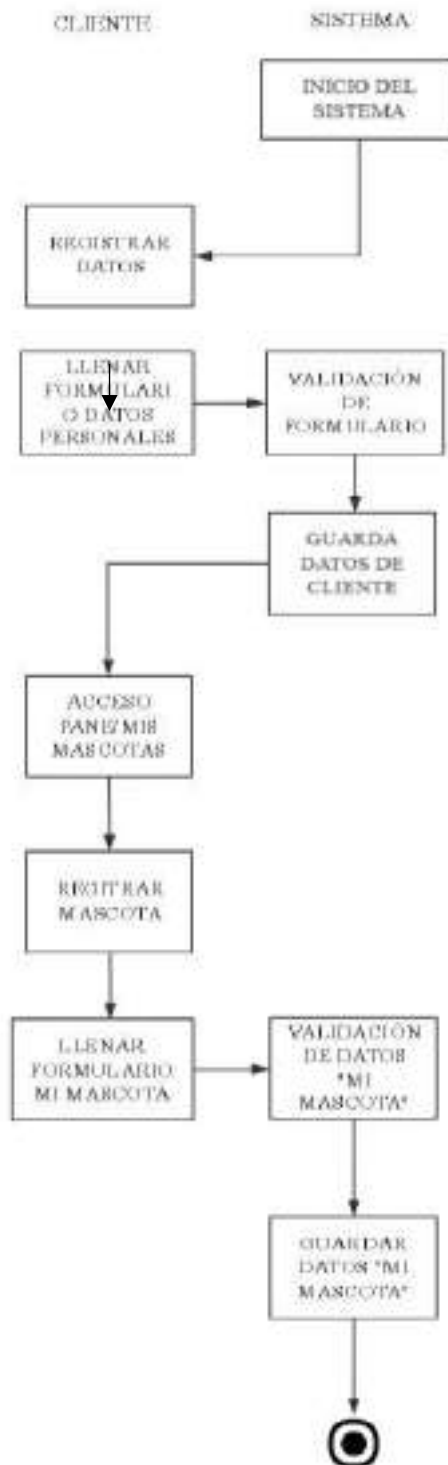 CLIENTE
SISTEMA
INICIO DEL
SISTEMA
REGISTRAR
DATOS
LLENAR
FORMULARI
O DATOS
PERSONALES
VALIDACIÓN
DE
FORMULARIO
GUARDA
DATOS DE
CLIENTE
ACCESO
PANE/MIS
MASCOTAS
REGITRAR
MASCOTA
LLENAR
FORMULARIO
MI MASCOTA
VALIDACIÓN
DE DATOS
"MI
MASCOTA"
GUARDAR
DATOS "MI
MASCOTA"